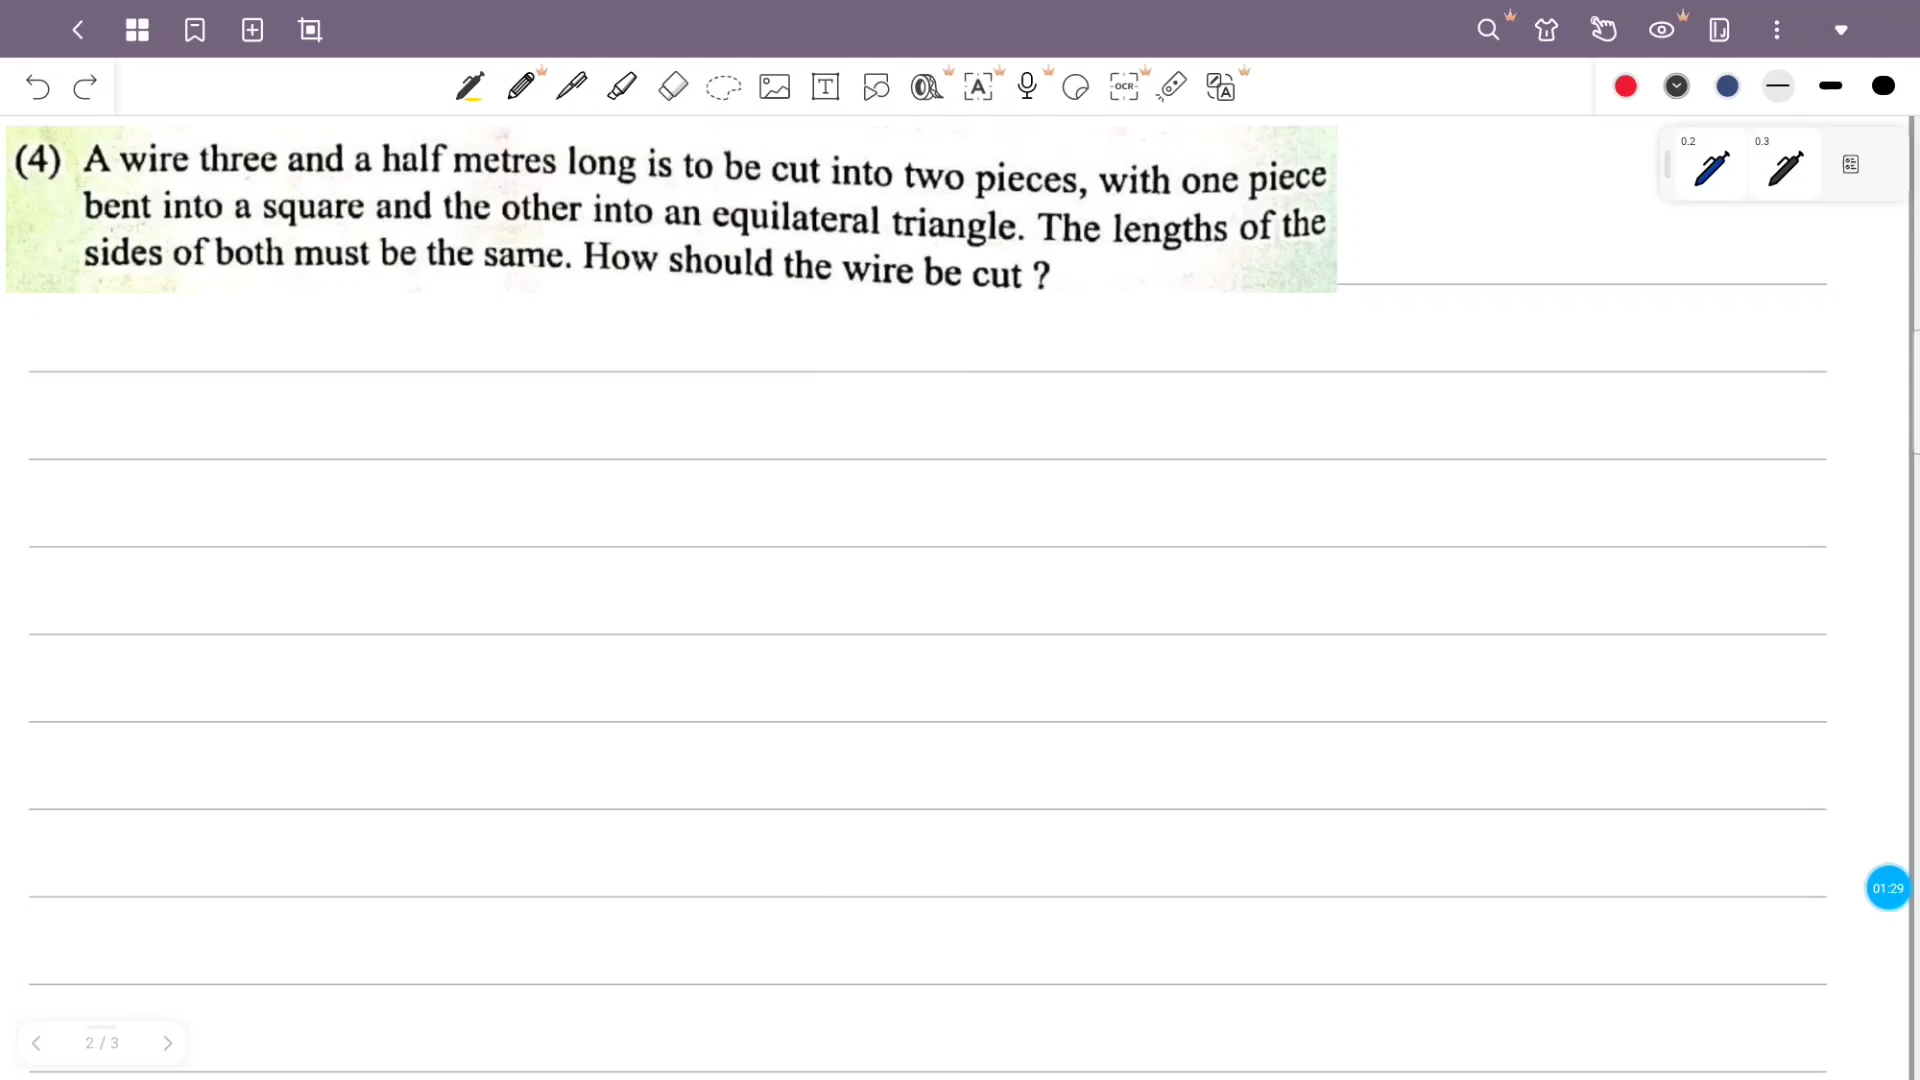 0.2 0.3
(4) A wire three and a half metres long is to be cut into two pieces, with one piece
bent into a square and the other into an equilateral triangle. The lengths of the
sides of both must be the same. How should the wire be cut ?
01:29
2 / 3